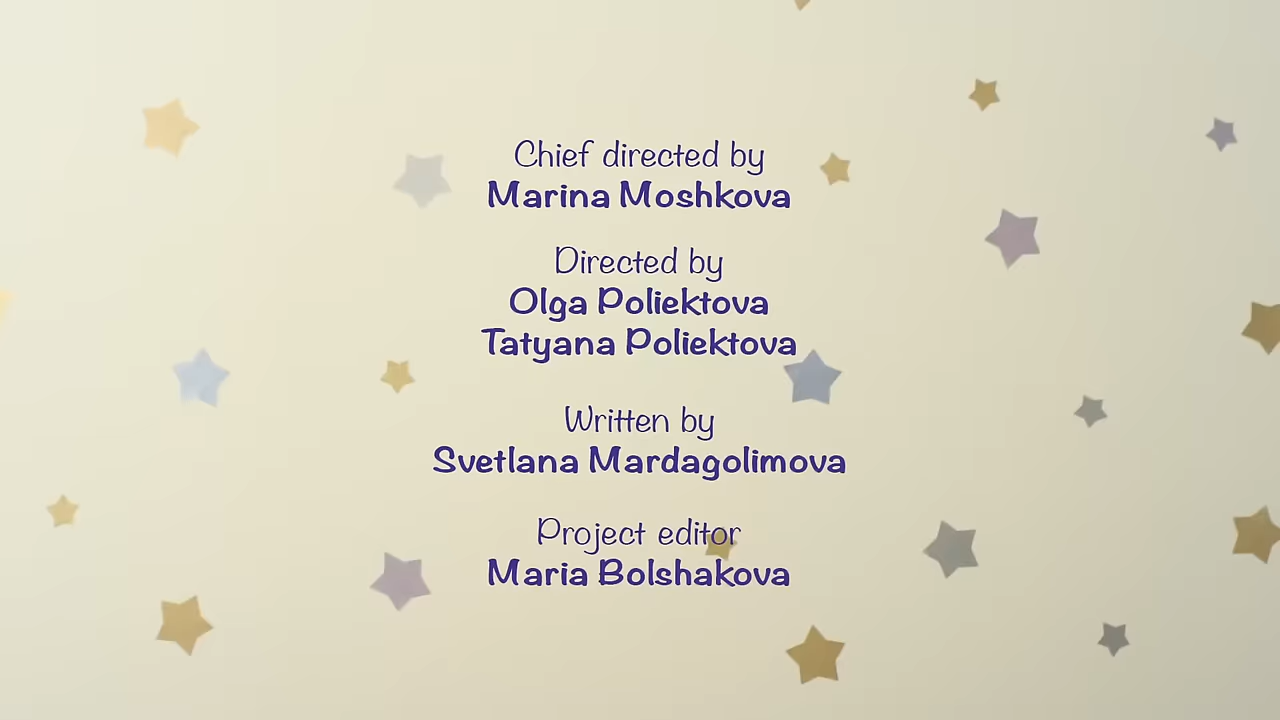 Chief directed by
Marina Moshkova
Directed by
Olga Poliektova
Tatyana Poliektova
Written by
Svetlana Mardagolimova
Project editor
Maria Bolshakova